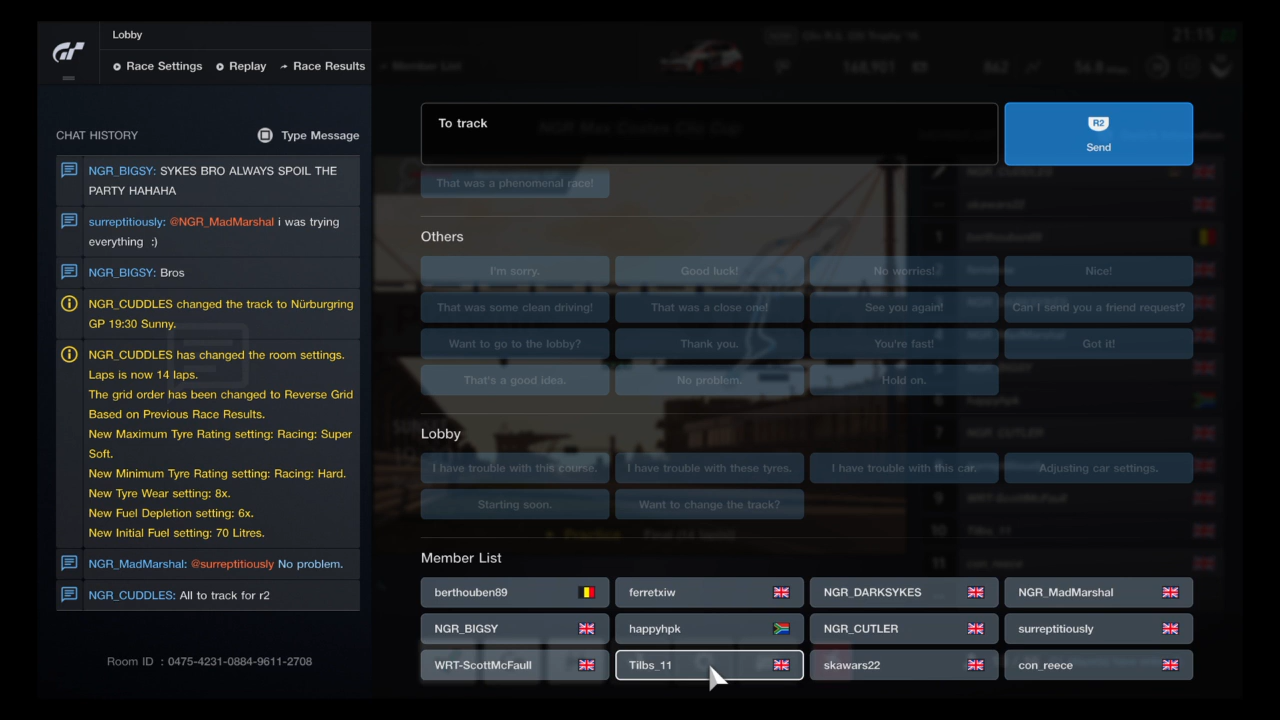 Lobby
Race Settings
Replay
Race Results
Member List
21:15
168,901
862
CHAT HISTORY
Type Message
NGR_BIGSY: SYKES BRO ALWAYS SPOIL THE
PARTY HAHAHA
surreptitiously: @NGR_MadMarshal i was trying
everything :)
NGR_BIGSY: Bros
NGR_CUDDLES changed the track to Nürburgring
GP 19:30 Sunny.
NGR_CUDDLES has changed the room settings.
Laps is now 14 laps.
The grid order has been changed to Reverse Grid
Based on Previous Race Results.
New Maximum Tyre Rating setting: Racing: Super
Soft.
New Minimum Tyre Rating setting: Racing: Hard.
New Tyre Wear setting: 8x.
New Fuel Depletion setting: 6x.
New Initial Fuel setting: 70 Litres.
NGR_MadMarshal: @surreptitiously No problem.
NGR_CUDDLES: All to track for r2
Room ID : 0475-4231-0884-9611-2708
To track
R2
Send
That was a phenomenal race!
Others
I'm sorry.
Good luck!
No worries!
Nice!
That was some clean driving!
That was a close one!
See you again!
Can I send you a friend request?
Want to go to the lobby?
Thank you.
You're fast!
Got it!
That's a good idea.
No problem.
Hold on.
Lobby
I have trouble with this course.
I have trouble with these tyres.
I have trouble with this car.
Adjusting car settings.
Starting soon.
Want to change the track?
Member List
berthouben89
ferretxiw
NGR_DARKSYKES
NGR_MadMarshal
NGR_BIGSY
happyhpk
NGR_CUTLER
surreptitiously
WRT-ScottMcFaull
Tilbs_11
skawars22
con_reece